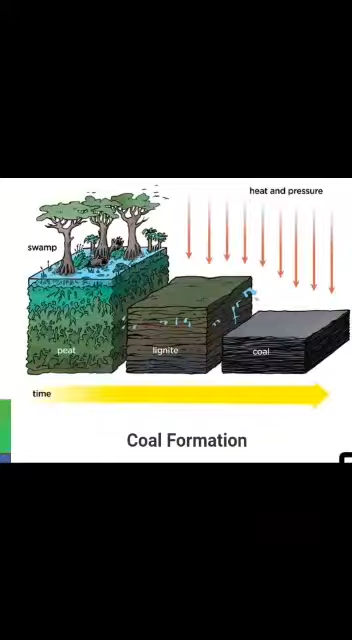 heat and pressure
swamp
peat
lignite
coal
time
Coal Formation